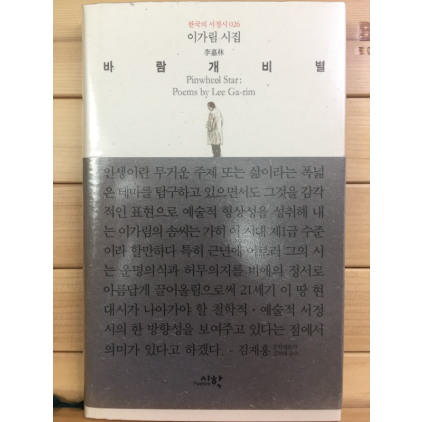 한국의 서정시 026
이가림 시집
李嘉林
바람개비별
Pinwheel Star:
Poems by Lee Ga-rim
인생이란 무거운 주제 또는 삶이라는 폭넓
은 테마를 탐구하고 있으면서도 그것을 감각
적인 표현으로 예술적 형상성을 성취해 내
는 이가림의 솜씨는 가히 이 시대 제1급 수준
이라 할만하다 특히 근년에 이르러 그의 시
는 운명의식과 허무의지를 비애의 정서로
아름답게 끌어올림으로써 21세기 이 땅 현
대시가 나아가야 할 철학적·예술적 서정
시의 한 방향성을 보여주고 있다는 점에서
의미가 있다고 하겠다. - 김재홍
시학